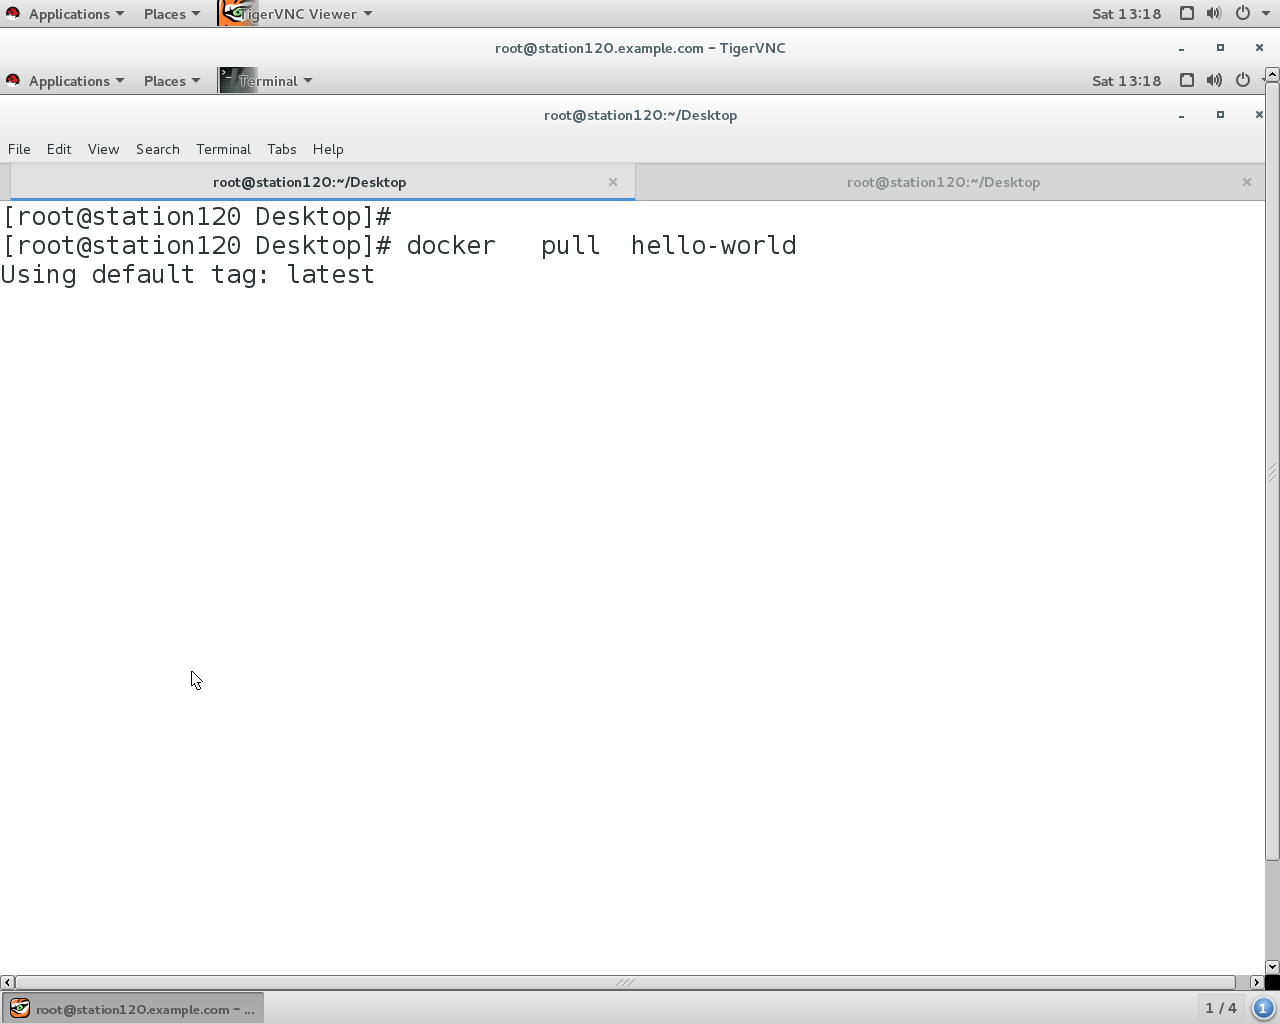 Applications Places TigerVNC Viewer Sat 13:18
root@station120.example.com – TigerVNC
Applications Places Terminal Sat 13:18
root@station120:~/Desktop
File Edit View Search Terminal Tabs Help
root@station120:~/Desktop root@station120:~/Desktop
[root@station120 Desktop]#
[root@station120 Desktop]# docker   pull  hello-world
Using default tag: latest
root@station120.example.com – ... 1 / 4 1